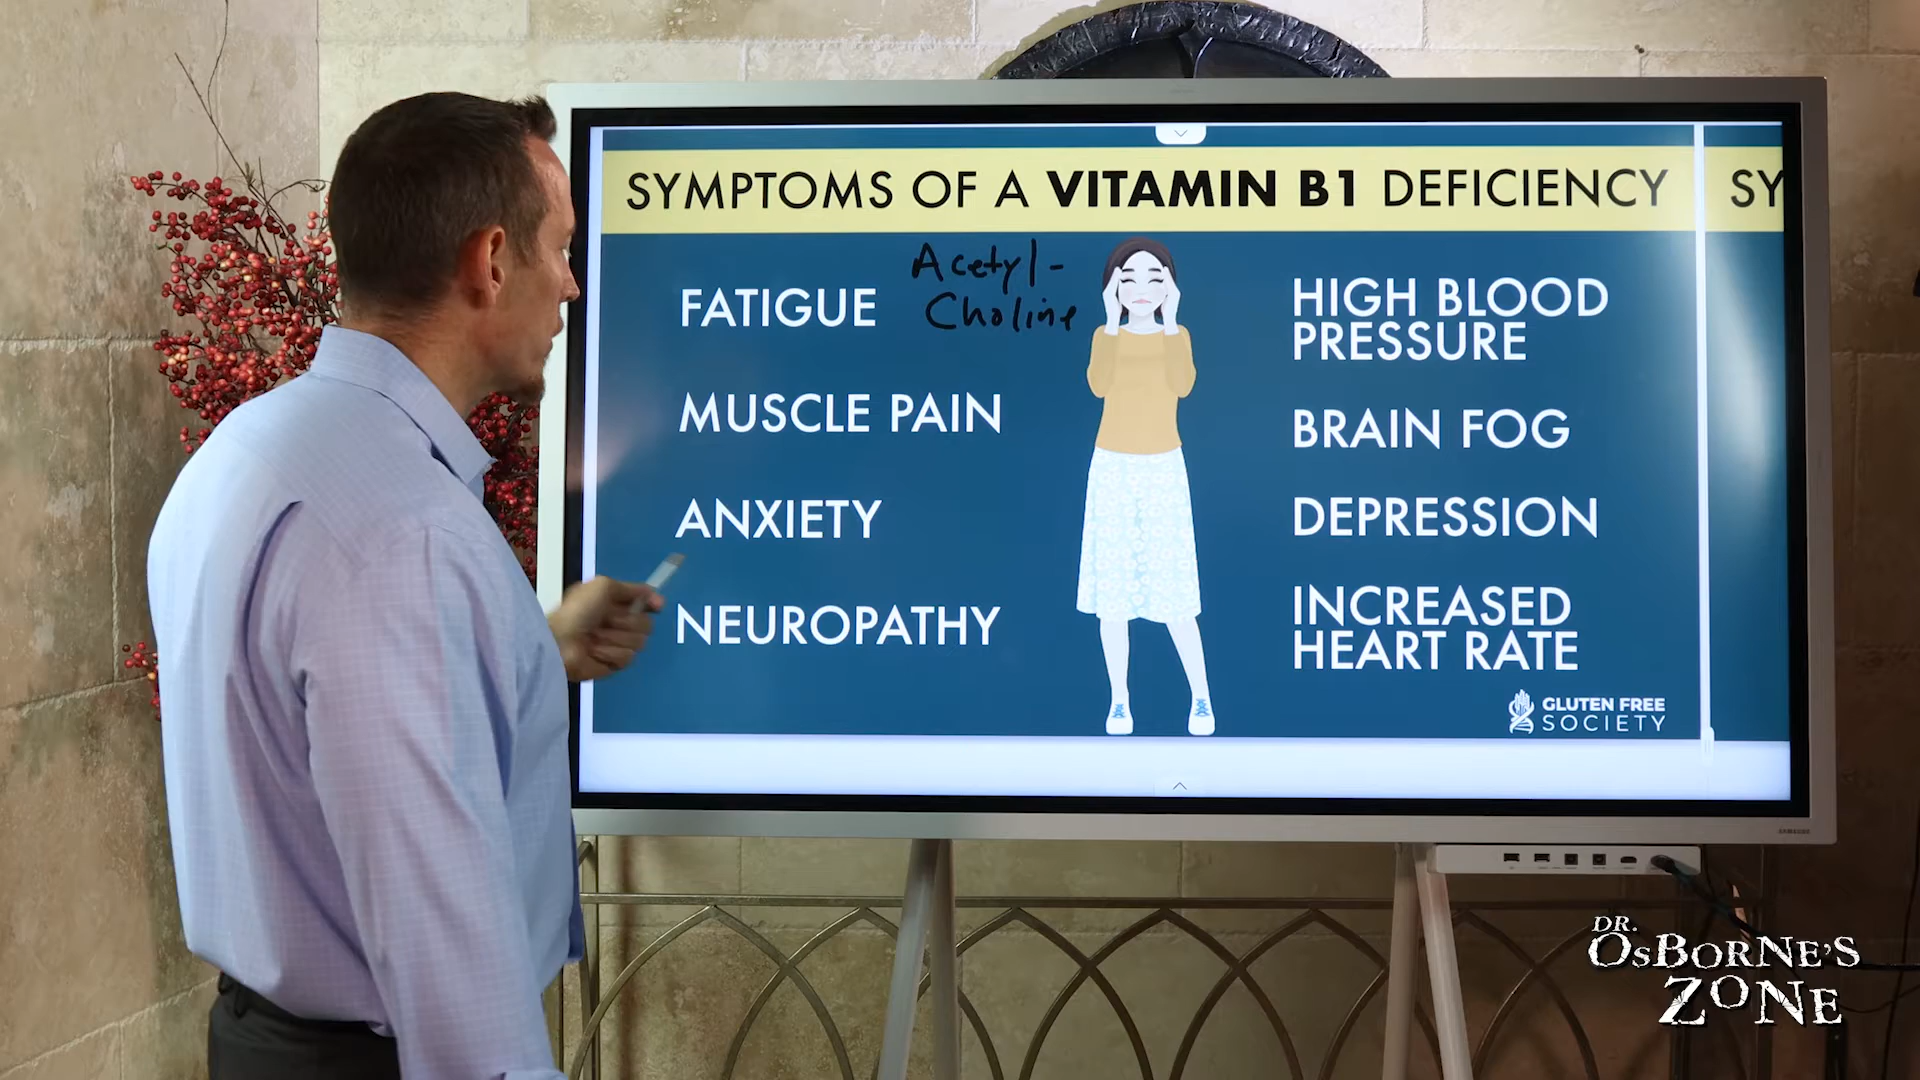 SYMPTOMS OF A VITAMIN B1 DEFICIENCY
SY
Acetyl-
Choline
FATIGUE
MUSCLE PAIN
ANXIETY
NEUROPATHY
HIGH BLOOD
PRESSURE
BRAIN FOG
DEPRESSION
INCREASED
HEART RATE
GLUTEN FREE
SOCIETY
SAMSUNG
DR.
OSBORNE'S
ZONE